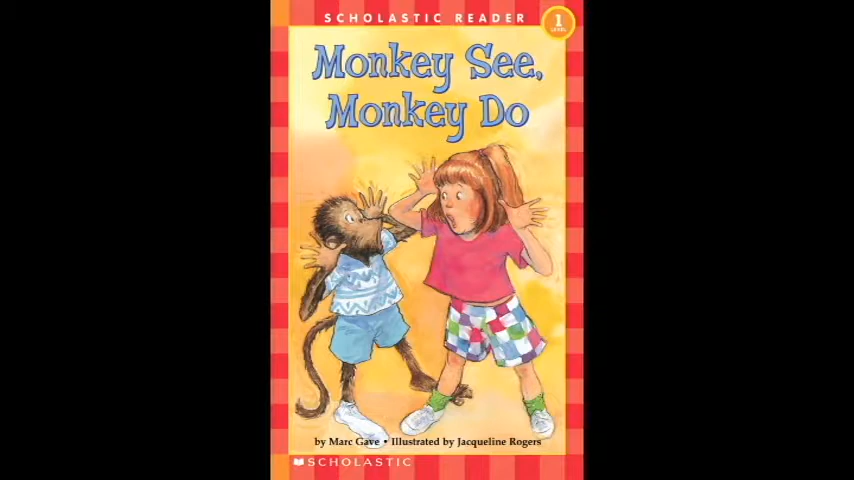 SCHOLASTIC READER
1
LEVEL
Monkey See,
Monkey Do
by Marc Gave • Illustrated by Jacqueline Rogers
SCHOLASTIC